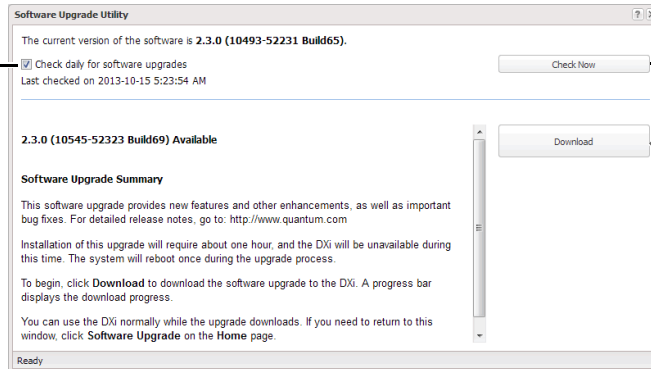 Software Upgrade Utility
The current version of the software is 2.3.0 (10493-52231 Build65).
Check daily for software upgrades
Check Now
Last checked on 2013-10-15 5:23:54 AM
2.3.0 (10545-52323 Build69) Available
Download
Software Upgrade Summary
This software upgrade provides new features and other enhancements, as well as important
bug fixes. For detailed release notes, go to: http://www.quantum.com
Installation of this upgrade will require about one hour, and the DXi will be unavailable during
this time. The system will reboot once during the upgrade process.
To begin, click Download to download the software upgrade to the DXi. A progress bar
displays the download progress.
You can use the DXi normally while the upgrade downloads. If you need to return to this
window, click Software Upgrade on the Home page.
Ready